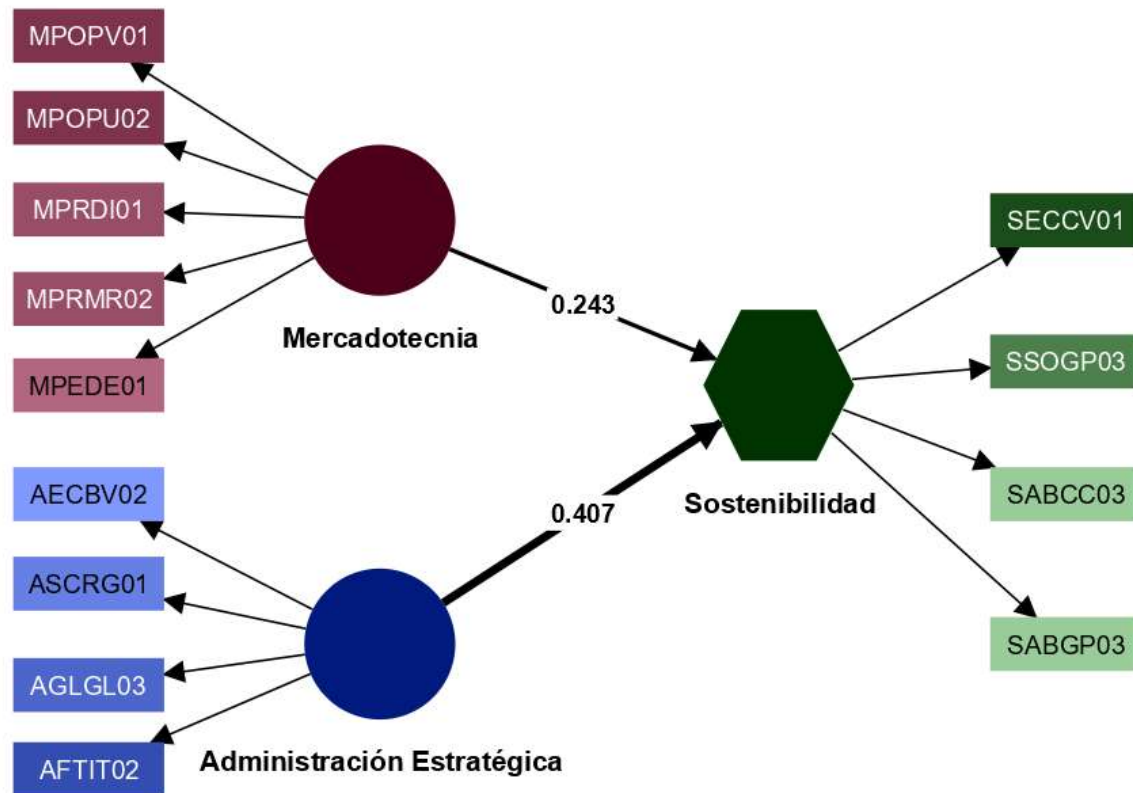 MPOPV01
MPOPU02
MPRDI01
MPRMR02
MPEDE01
Mercadotecnia
0.243
AECBV02
ASCRG01
AGLGL03
AFTIT02
Administración Estratégica
0.407
Sostenibilidad
SECCV01
SSOGP03
SABCC03
SABGP03